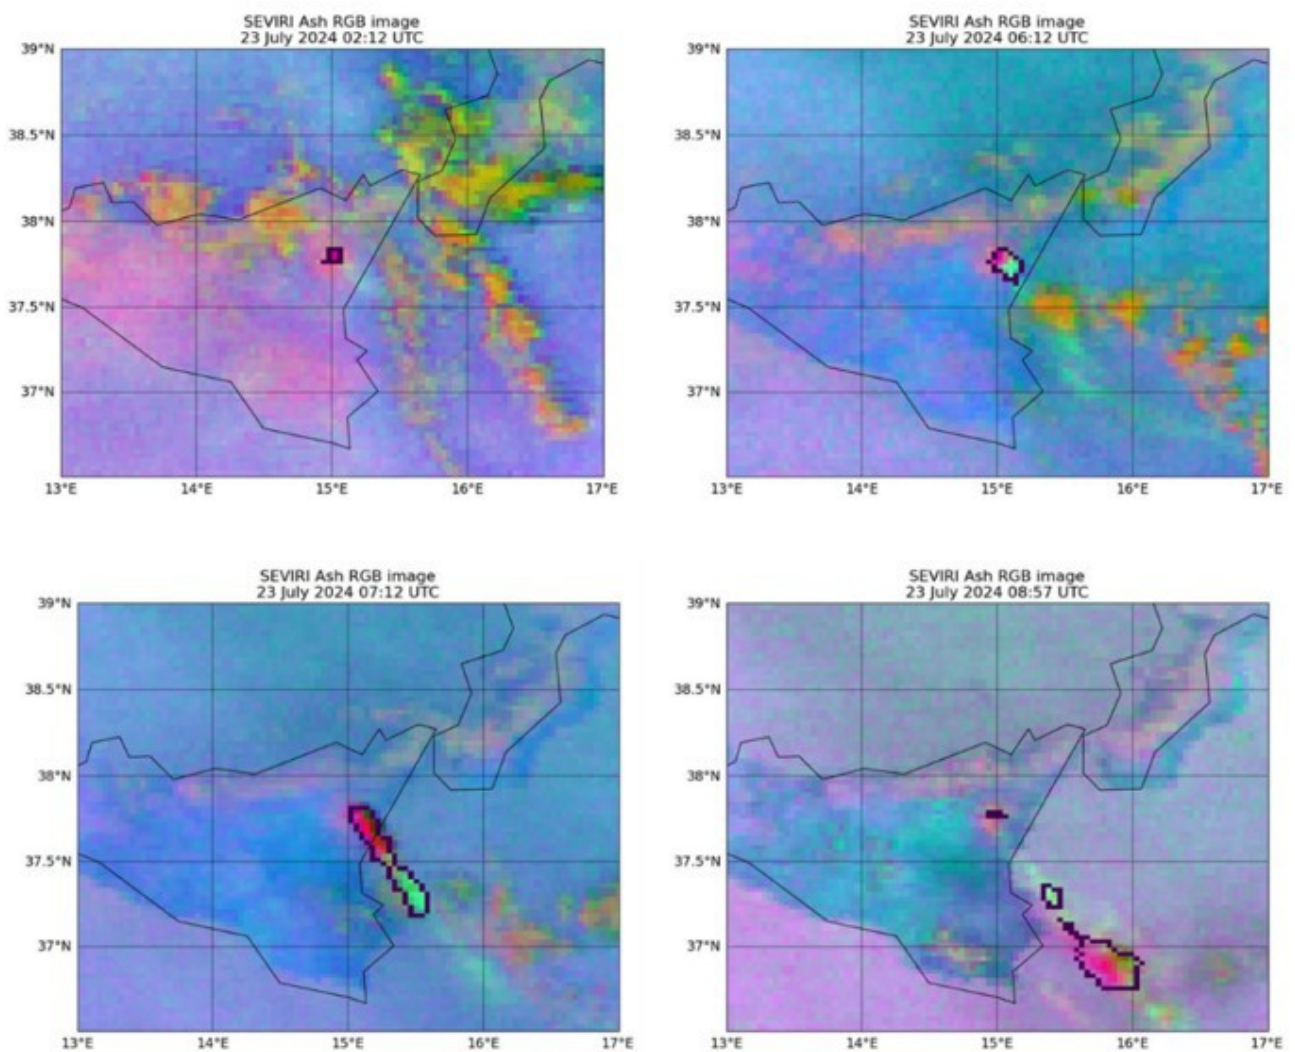 SEVIRI Ash RGB image
23 July 2024 02:12 UTC
39°N
38.5°N
38°N
37.5°N
37°N
13°E 14°E 15°E 16°E 17°E
SEVIRI Ash RGB image
23 July 2024 06:12 UTC
39°N
38.5°N
38°N
37.5°N
37°N
13°E 14°E 15°E 16°E 17°E
SEVIRI Ash RGB image
23 July 2024 07:12 UTC
39°N
38.5°N
38°N
37.5°N
37°N
13°E 14°E 15°E 16°E 17°E
SEVIRI Ash RGB image
23 July 2024 08:57 UTC
39°N
38.5°N
38°N
37.5°N
37°N
13°E 14°E 15°E 16°E 17°E